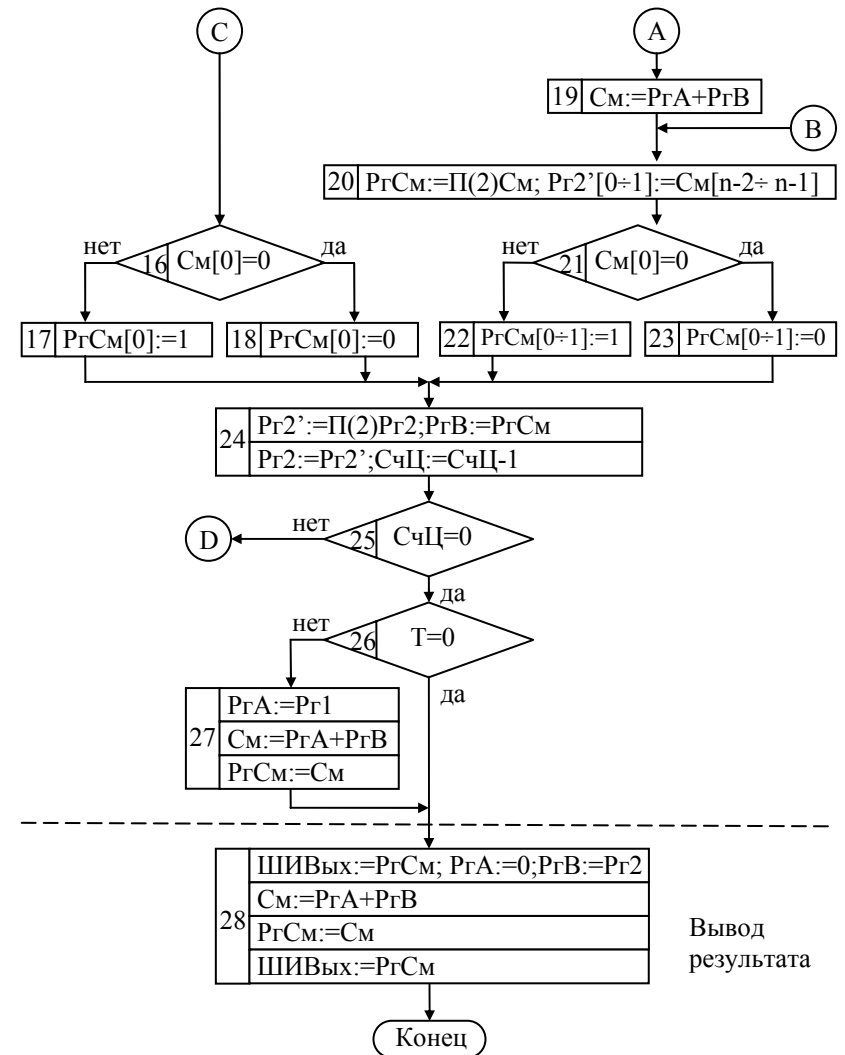 C
A
19 См:=РгА+РгВ
B
20 РгСм:=П(2)См; Рг2’[0÷1]:=См[n-2÷ n-1]
нет 16 См[0]=0 да
нет 21 См[0]=0 да
17 РгСм[0]:=1
18 РгСм[0]:=0
22 РгСм[0÷1]:=1
23 РгСм[0÷1]:=0
24 Рг2’:=П(2)Рг2;РгВ:=РгСм
Рг2:=Рг2’;СчЦ:=СчЦ-1
D
нет 25 СчЦ=0
да
нет 26 Т=0
да
27 РгА:=Рг1
См:=РгА+РгВ
РгСм:=См
28 ШИВых:=РгСм; РгА:=0;РгВ:=Рг2
См:=РгА+РгВ
РгСм:=См
ШИВых:=РгСм
Вывод
результата
Конец